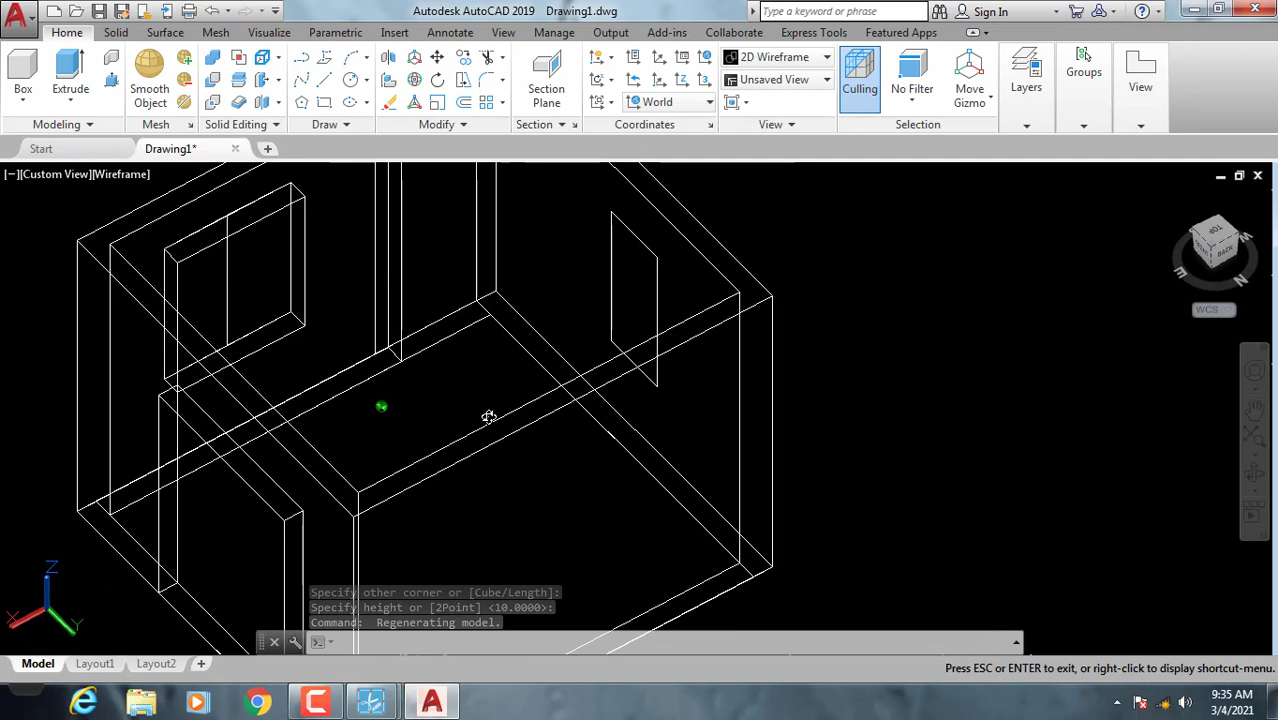 Autodesk AutoCAD 2019 Drawing1.dwg
Type a keyword or phrase
Sign In
Home Solid Surface Mesh Visualize Parametric Insert Annotate View Manage Output Add-ins Collaborate Express Tools Featured Apps
2D Wireframe
Unsaved View
World
Box
Extrude
Smooth
Object
Section
Plane
Culling
No Filter
Move
Gizmo
Layers
Groups
View
Modeling
Mesh
Solid Editing
Draw
Modify
Section
Coordinates
View
Selection
Start
Drawing1*
[−][Custom View][Wireframe]
TOP
BACK
M
E
N
WCS
Z
X
Y
Specify other corner or [Cube/Length]:
Specify height or [2Point] <10.0000>:
Command: Regenerating model.
Model Layout1 Layout2
Press ESC or ENTER to exit, or right-click to display shortcut-menu.
9:35 AM
3/4/2021